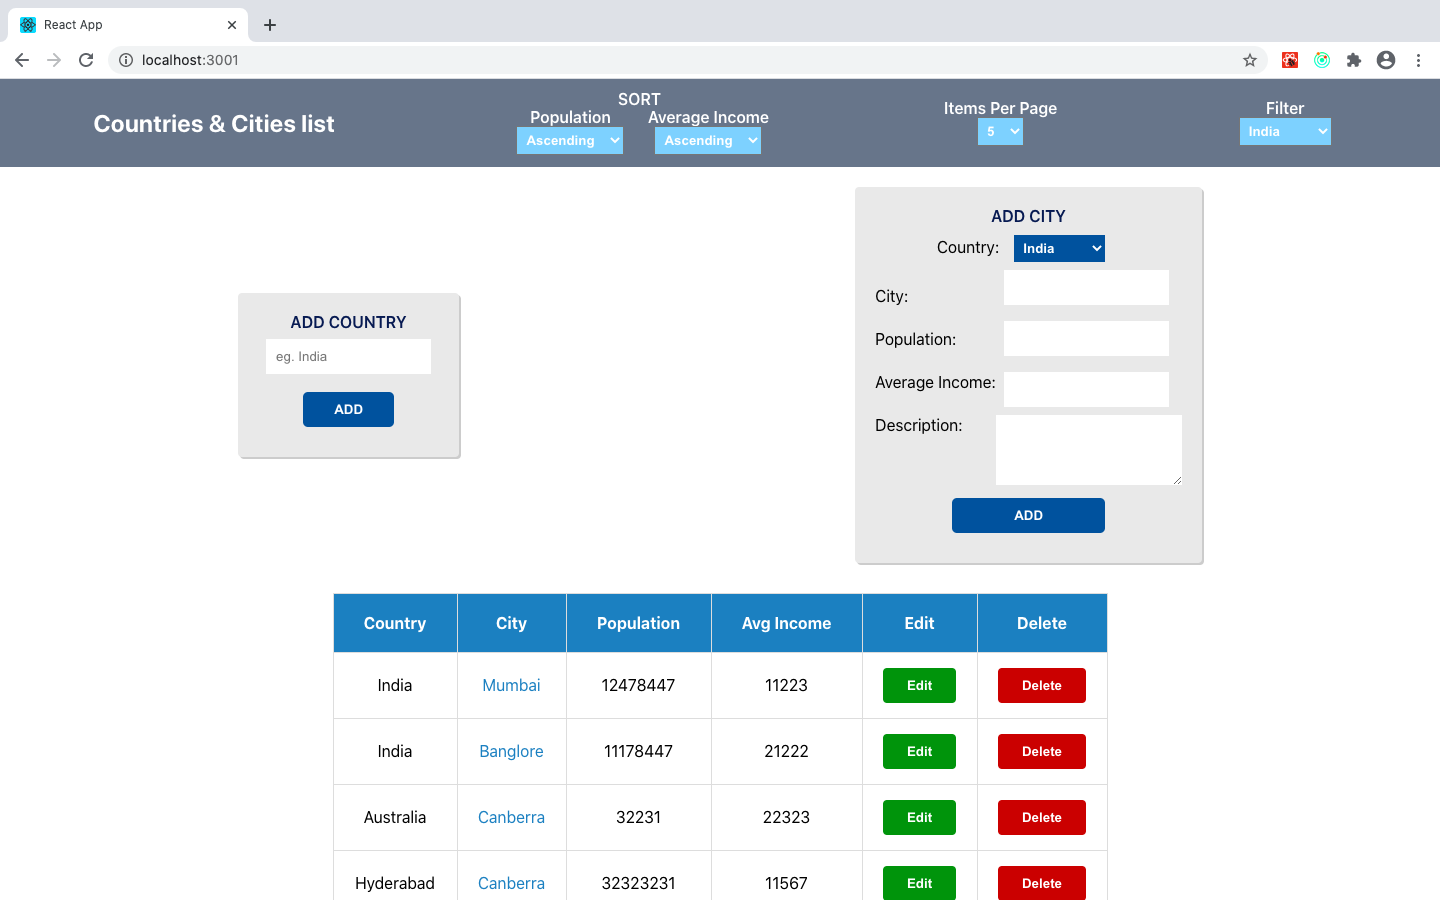 React App
localhost:3001
Countries & Cities list
SORT
Population Average Income
Ascending Ascending
Items Per Page
5
Filter
India
ADD COUNTRY
eg. India
ADD
ADD CITY
Country: India
City:
Population:
Average Income:
Description:
ADD
Country City Population Avg Income Edit Delete
India Mumbai 12478447 11223 Edit Delete
India Banglore 11178447 21222 Edit Delete
Australia Canberra 32231 22323 Edit Delete
Hyderabad Canberra 32323231 11567 Edit Delete